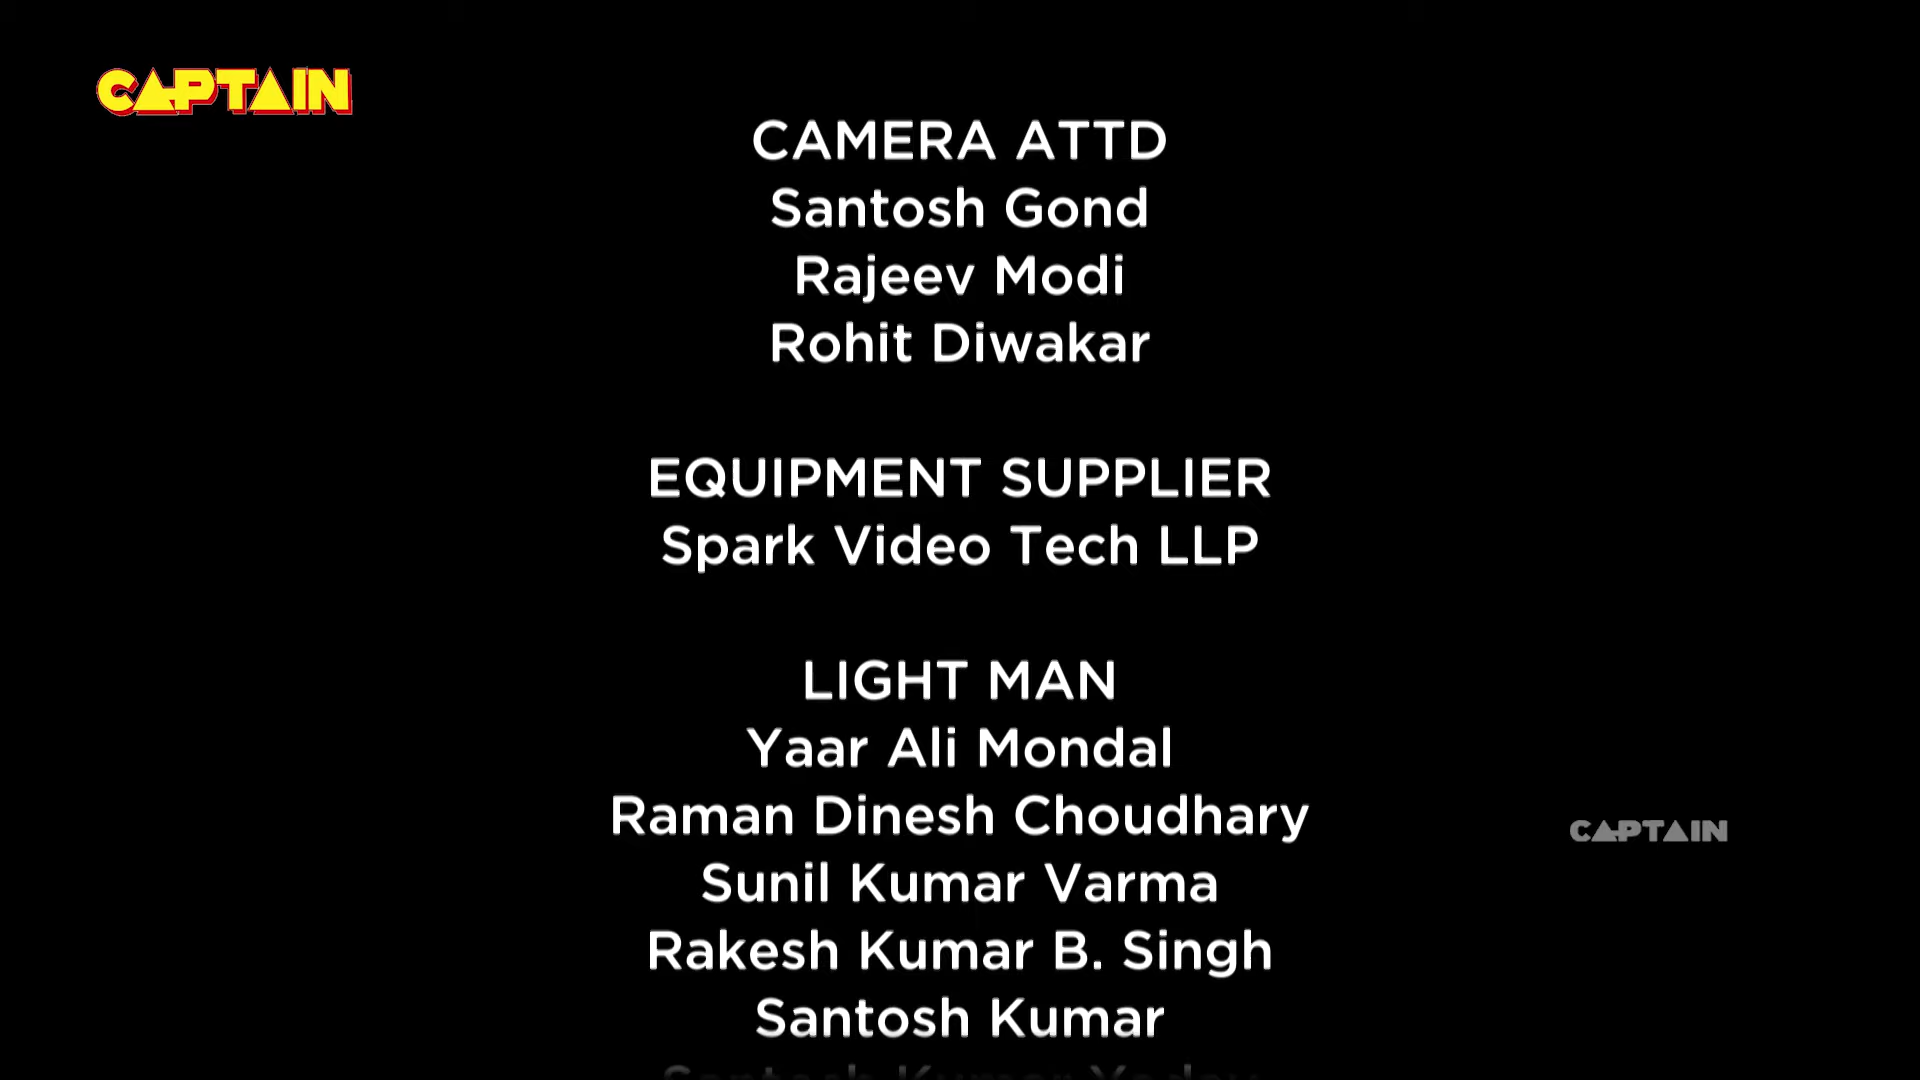 CAPTAIN
CAMERA ATTD
Santosh Gond
Rajeev Modi
Rohit Diwakar
EQUIPMENT SUPPLIER
Spark Video Tech LLP
LIGHT MAN
Yaar Ali Mondal
Raman Dinesh Choudhary
CAPTAIN
Sunil Kumar Varma
Rakesh Kumar B. Singh
Santosh Kumar